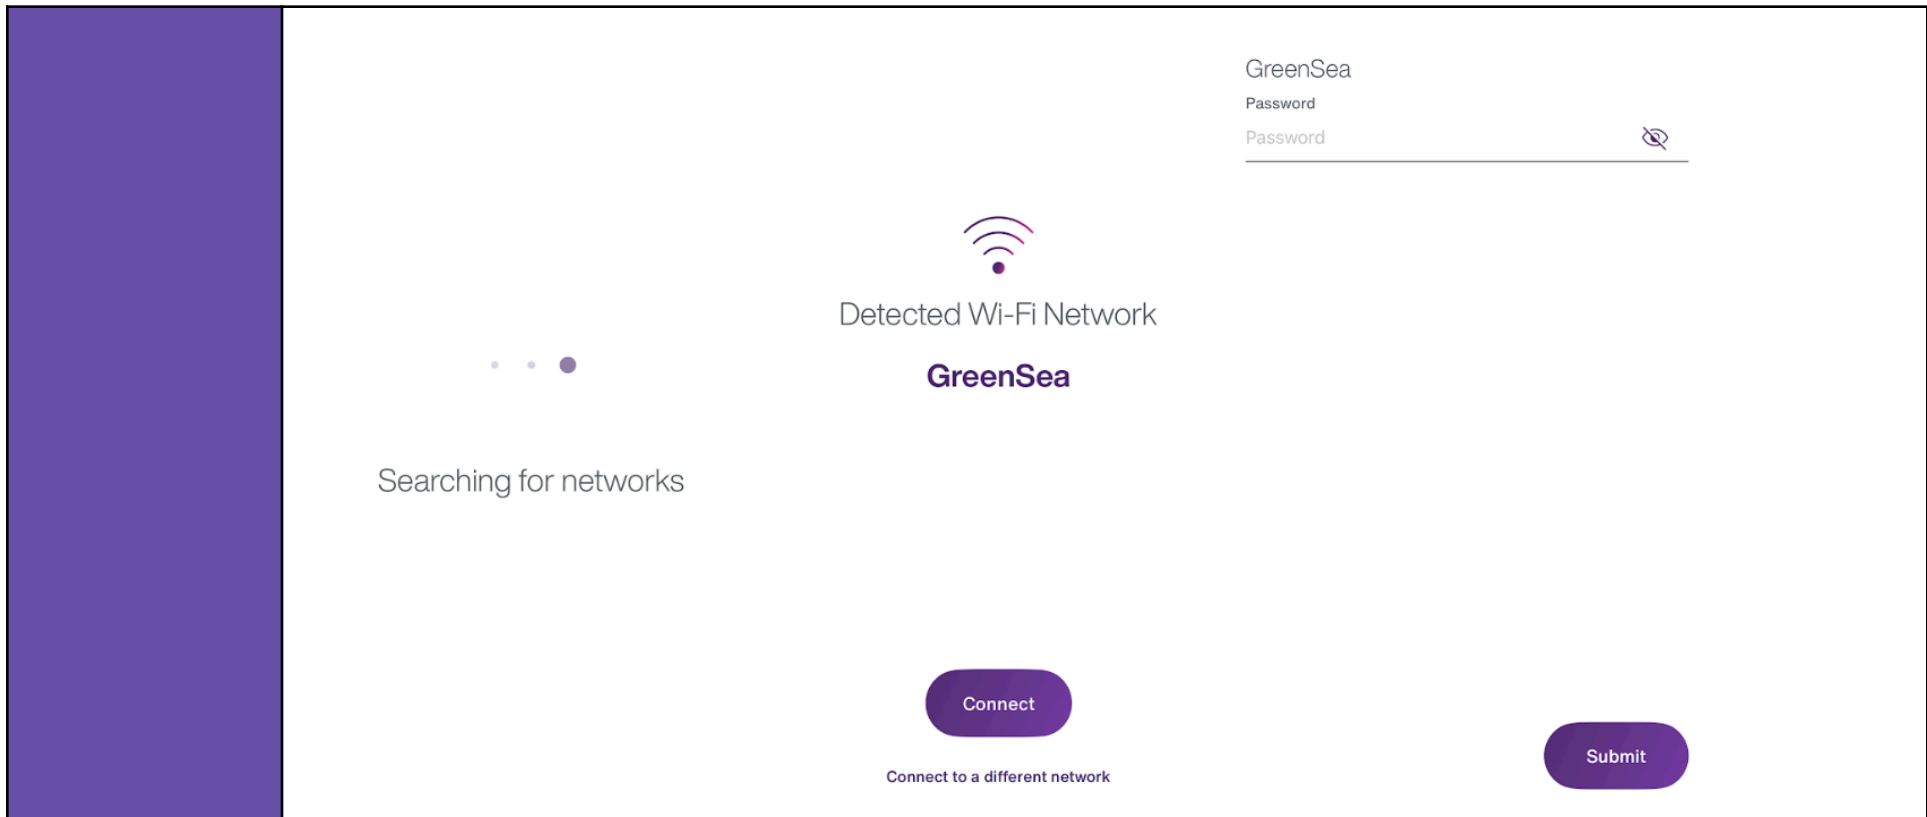 Searching for networks
Detected Wi-Fi Network
GreenSea
Connect
Connect to a different network
GreenSea
Password
Password
Submit